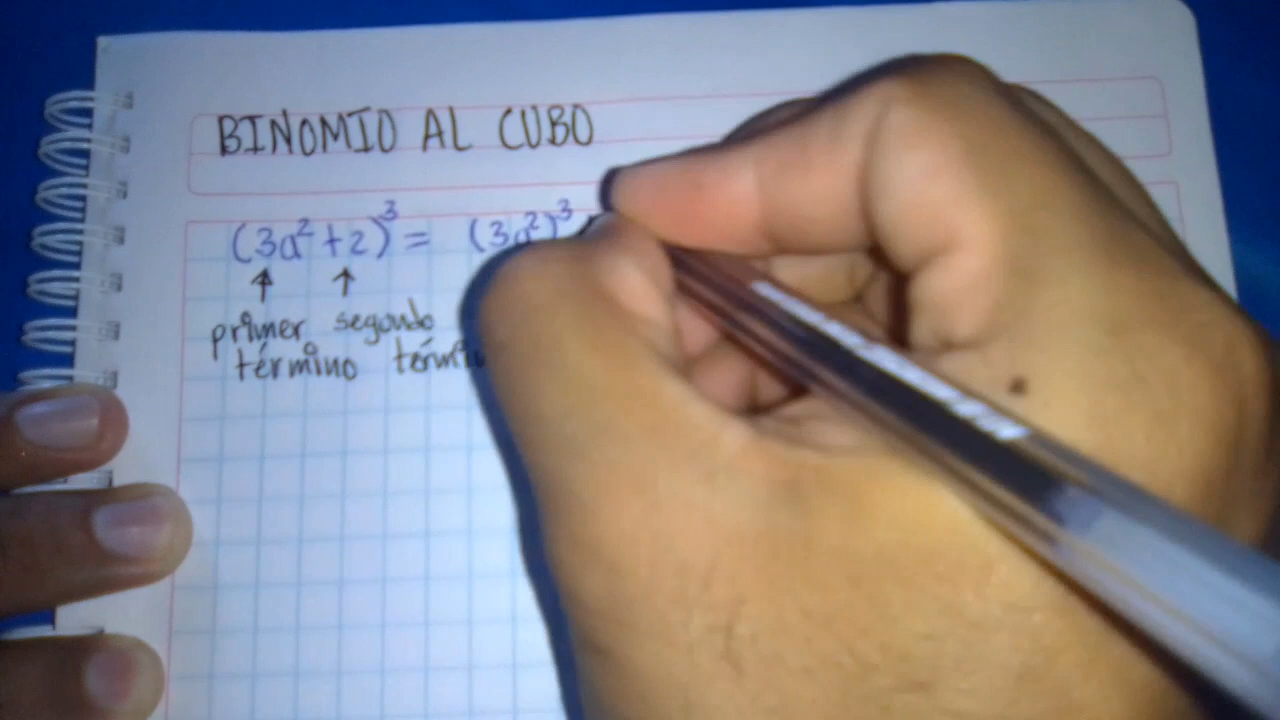 BINOMIO AL CUBO
(3a²+2)³ = (3a²)³
primer segundo
término